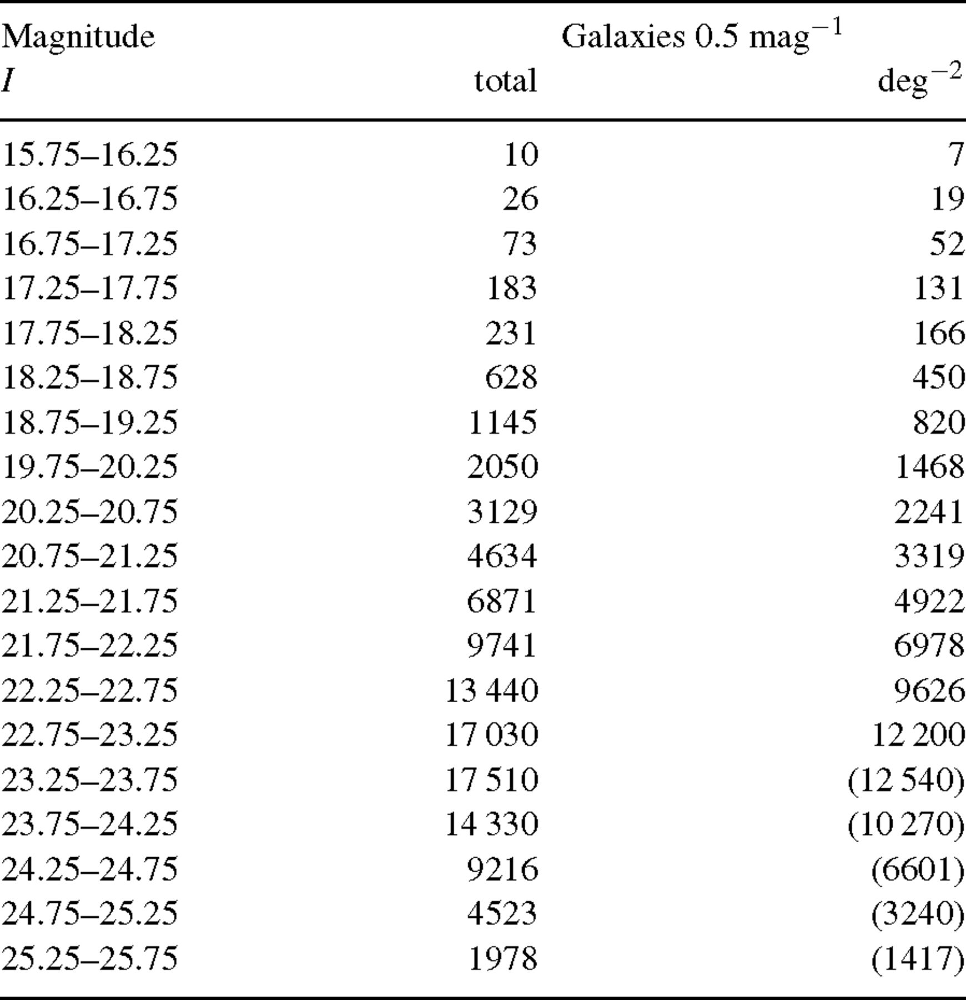 Magnitude Galaxies 0.5 mag⁻¹
I total deg⁻²
15.75–16.25 10 7
16.25–16.75 26 19
16.75–17.25 73 52
17.25–17.75 183 131
17.75–18.25 231 166
18.25–18.75 628 450
18.75–19.25 1145 820
19.75–20.25 2050 1468
20.25–20.75 3129 2241
20.75–21.25 4634 3319
21.25–21.75 6871 4922
21.75–22.25 9741 6978
22.25–22.75 13 440 9626
22.75–23.25 17 030 12 200
23.25–23.75 17 510 (12 540)
23.75–24.25 14 330 (10 270)
24.25–24.75 9216 (6601)
24.75–25.25 4523 (3240)
25.25–25.75 1978 (1417)